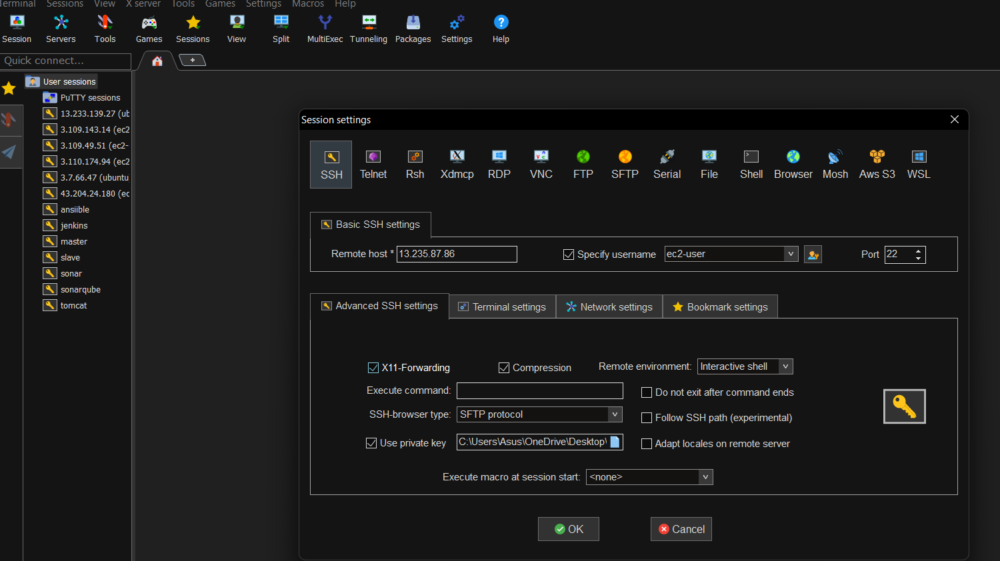 Terminal Sessions View X server Tools Games Settings Macros Help
Session Servers Tools Games Sessions View Split MultiExec Tunneling Packages Settings Help
Quick connect...
User sessions
PuTTY sessions
13.233.139.27 (ub
3.109.143.14 (ec2
3.109.49.51 (ec2-
3.110.174.94 (ec2
3.7.66.47 (ubuntu
43.204.24.180 (ec
ansiible
jenkins
master
slave
sonar
sonarqube
tomcat
Session settings
SSH Telnet Rsh Xdmcp RDP VNC FTP SFTP Serial File Shell Browser Mosh Aws S3 WSL
Basic SSH settings
Remote host * 13.235.87.86 Specify username ec2-user Port 22
Advanced SSH settings Terminal settings Network settings Bookmark settings
X11-Forwarding Compression Remote environment: Interactive shell
Execute command: Do not exit after command ends
SSH-browser type: SFTP protocol Follow SSH path (experimental)
Use private key C:\Users\Asus\OneDrive\Desktop\ Adapt locales on remote server
Execute macro at session start: <none>
OK Cancel